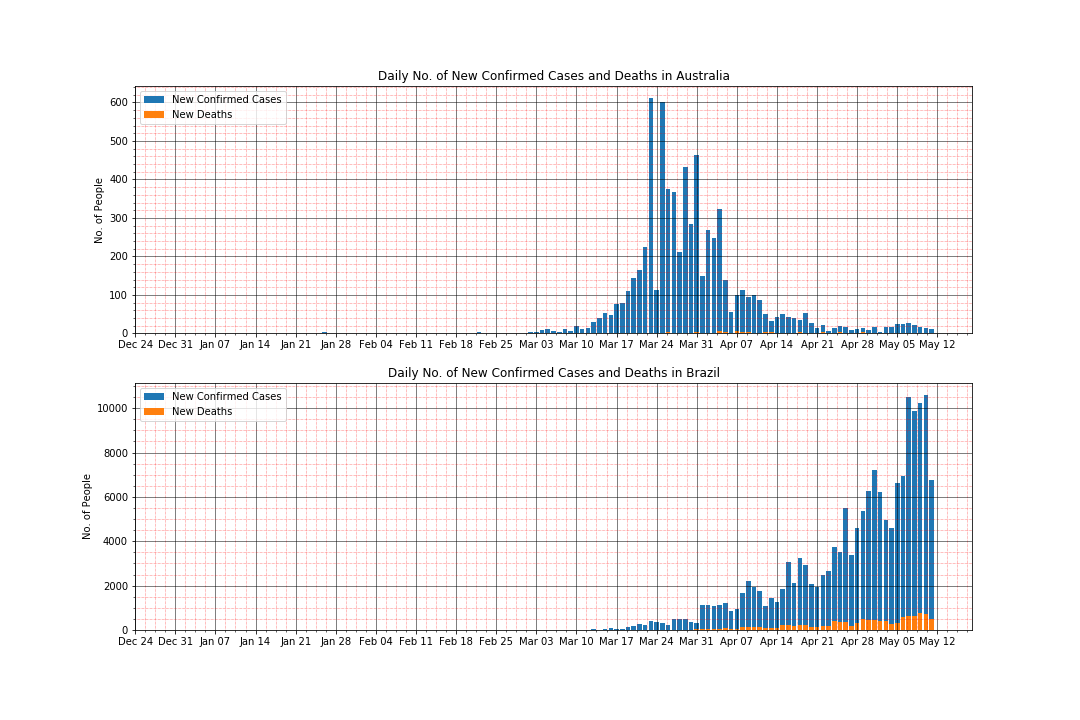 Daily No. of New Confirmed Cases and Deaths in Australia
New Confirmed Cases
New Deaths
No. of People
600
500
400
300
200
100
0
Dec 24 Dec 31 Jan 07 Jan 14 Jan 21 Jan 28 Feb 04 Feb 11 Feb 18 Feb 25 Mar 03 Mar 10 Mar 17 Mar 24 Mar 31 Apr 07 Apr 14 Apr 21 Apr 28 May 05 May 12
Daily No. of New Confirmed Cases and Deaths in Brazil
New Confirmed Cases
New Deaths
No. of People
10000
8000
6000
4000
2000
0
Dec 24 Dec 31 Jan 07 Jan 14 Jan 21 Jan 28 Feb 04 Feb 11 Feb 18 Feb 25 Mar 03 Mar 10 Mar 17 Mar 24 Mar 31 Apr 07 Apr 14 Apr 21 Apr 28 May 05 May 12